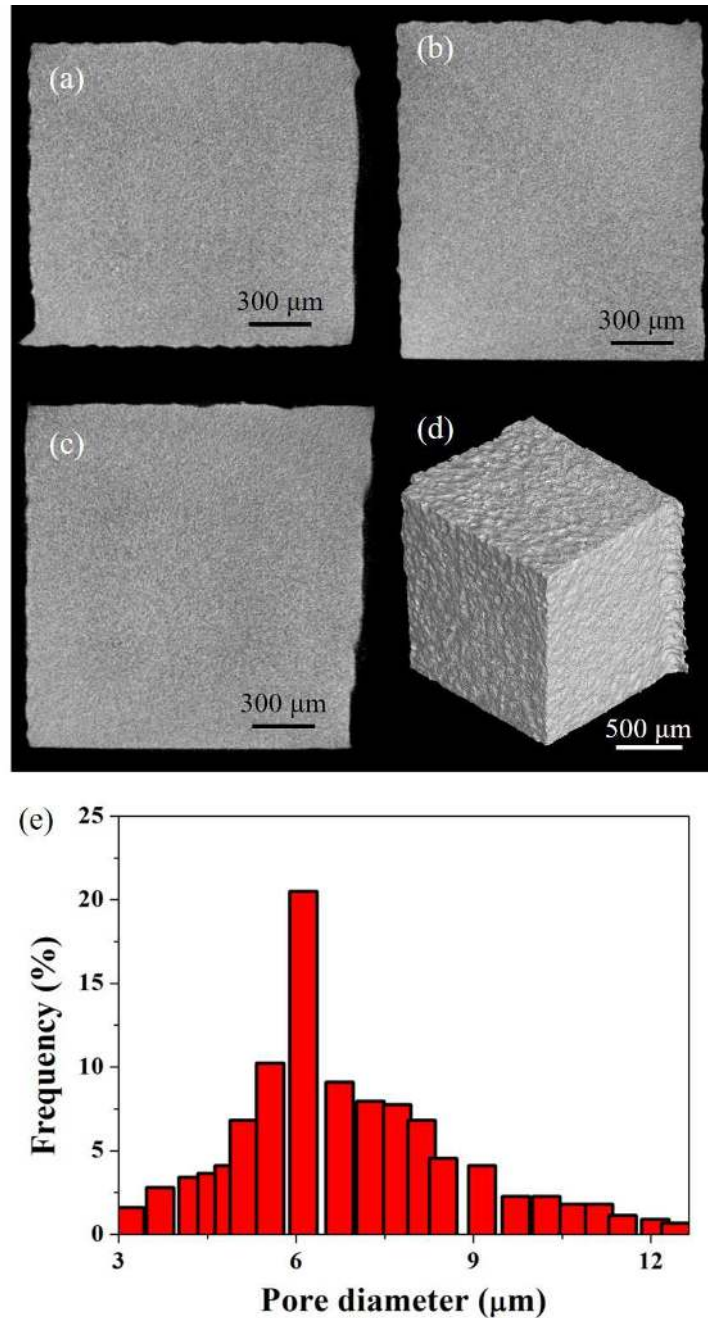 (a)
300 μm
(b)
300 μm
(c)
300 μm
(d)
500 μm
(e)
25
20
15
10
5
0
Frequency (%)
3 6 9 12
Pore diameter (μm)